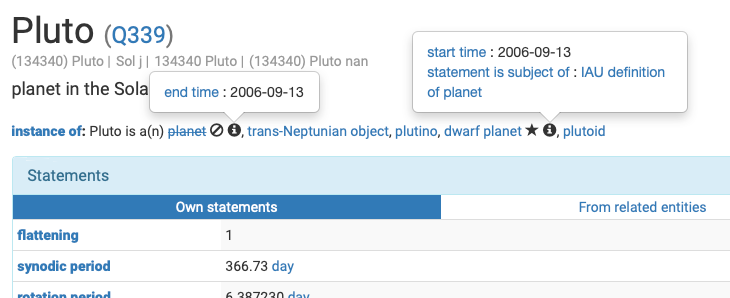 Pluto (Q339)
(134340) Pluto | Sol j | 134340 Pluto | (134340) Pluto nan
planet in the Sola
end time : 2006-09-13
start time : 2006-09-13
statement is subject of : IAU definition
of planet
instance of: Pluto is a(n) planet, trans-Neptunian object, plutino, dwarf planet ★, plutoid
Statements
Own statements
From related entities
flattening 1
synodic period 366.73 day
rotation period 6.387230 day